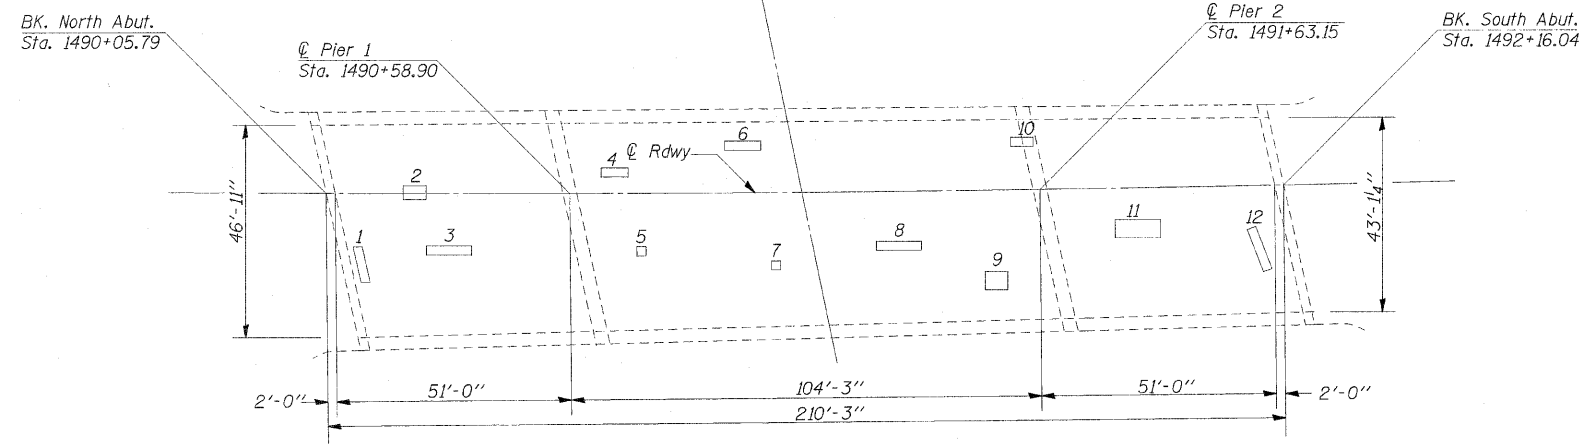 BK. North Abut.
Sta. 1490+05.79
℄ Pier 1
Sta. 1490+58.90
℄ Pier 2
Sta. 1491+63.15
BK. South Abut.
Sta. 1492+16.04
℄ Rdwy
1
2
3
4
5
6
7
8
9
10
11
12
46'-11"
43'-1¼"
2'-0"
51'-0"
104'-3"
51'-0"
2'-0"
210'-3"